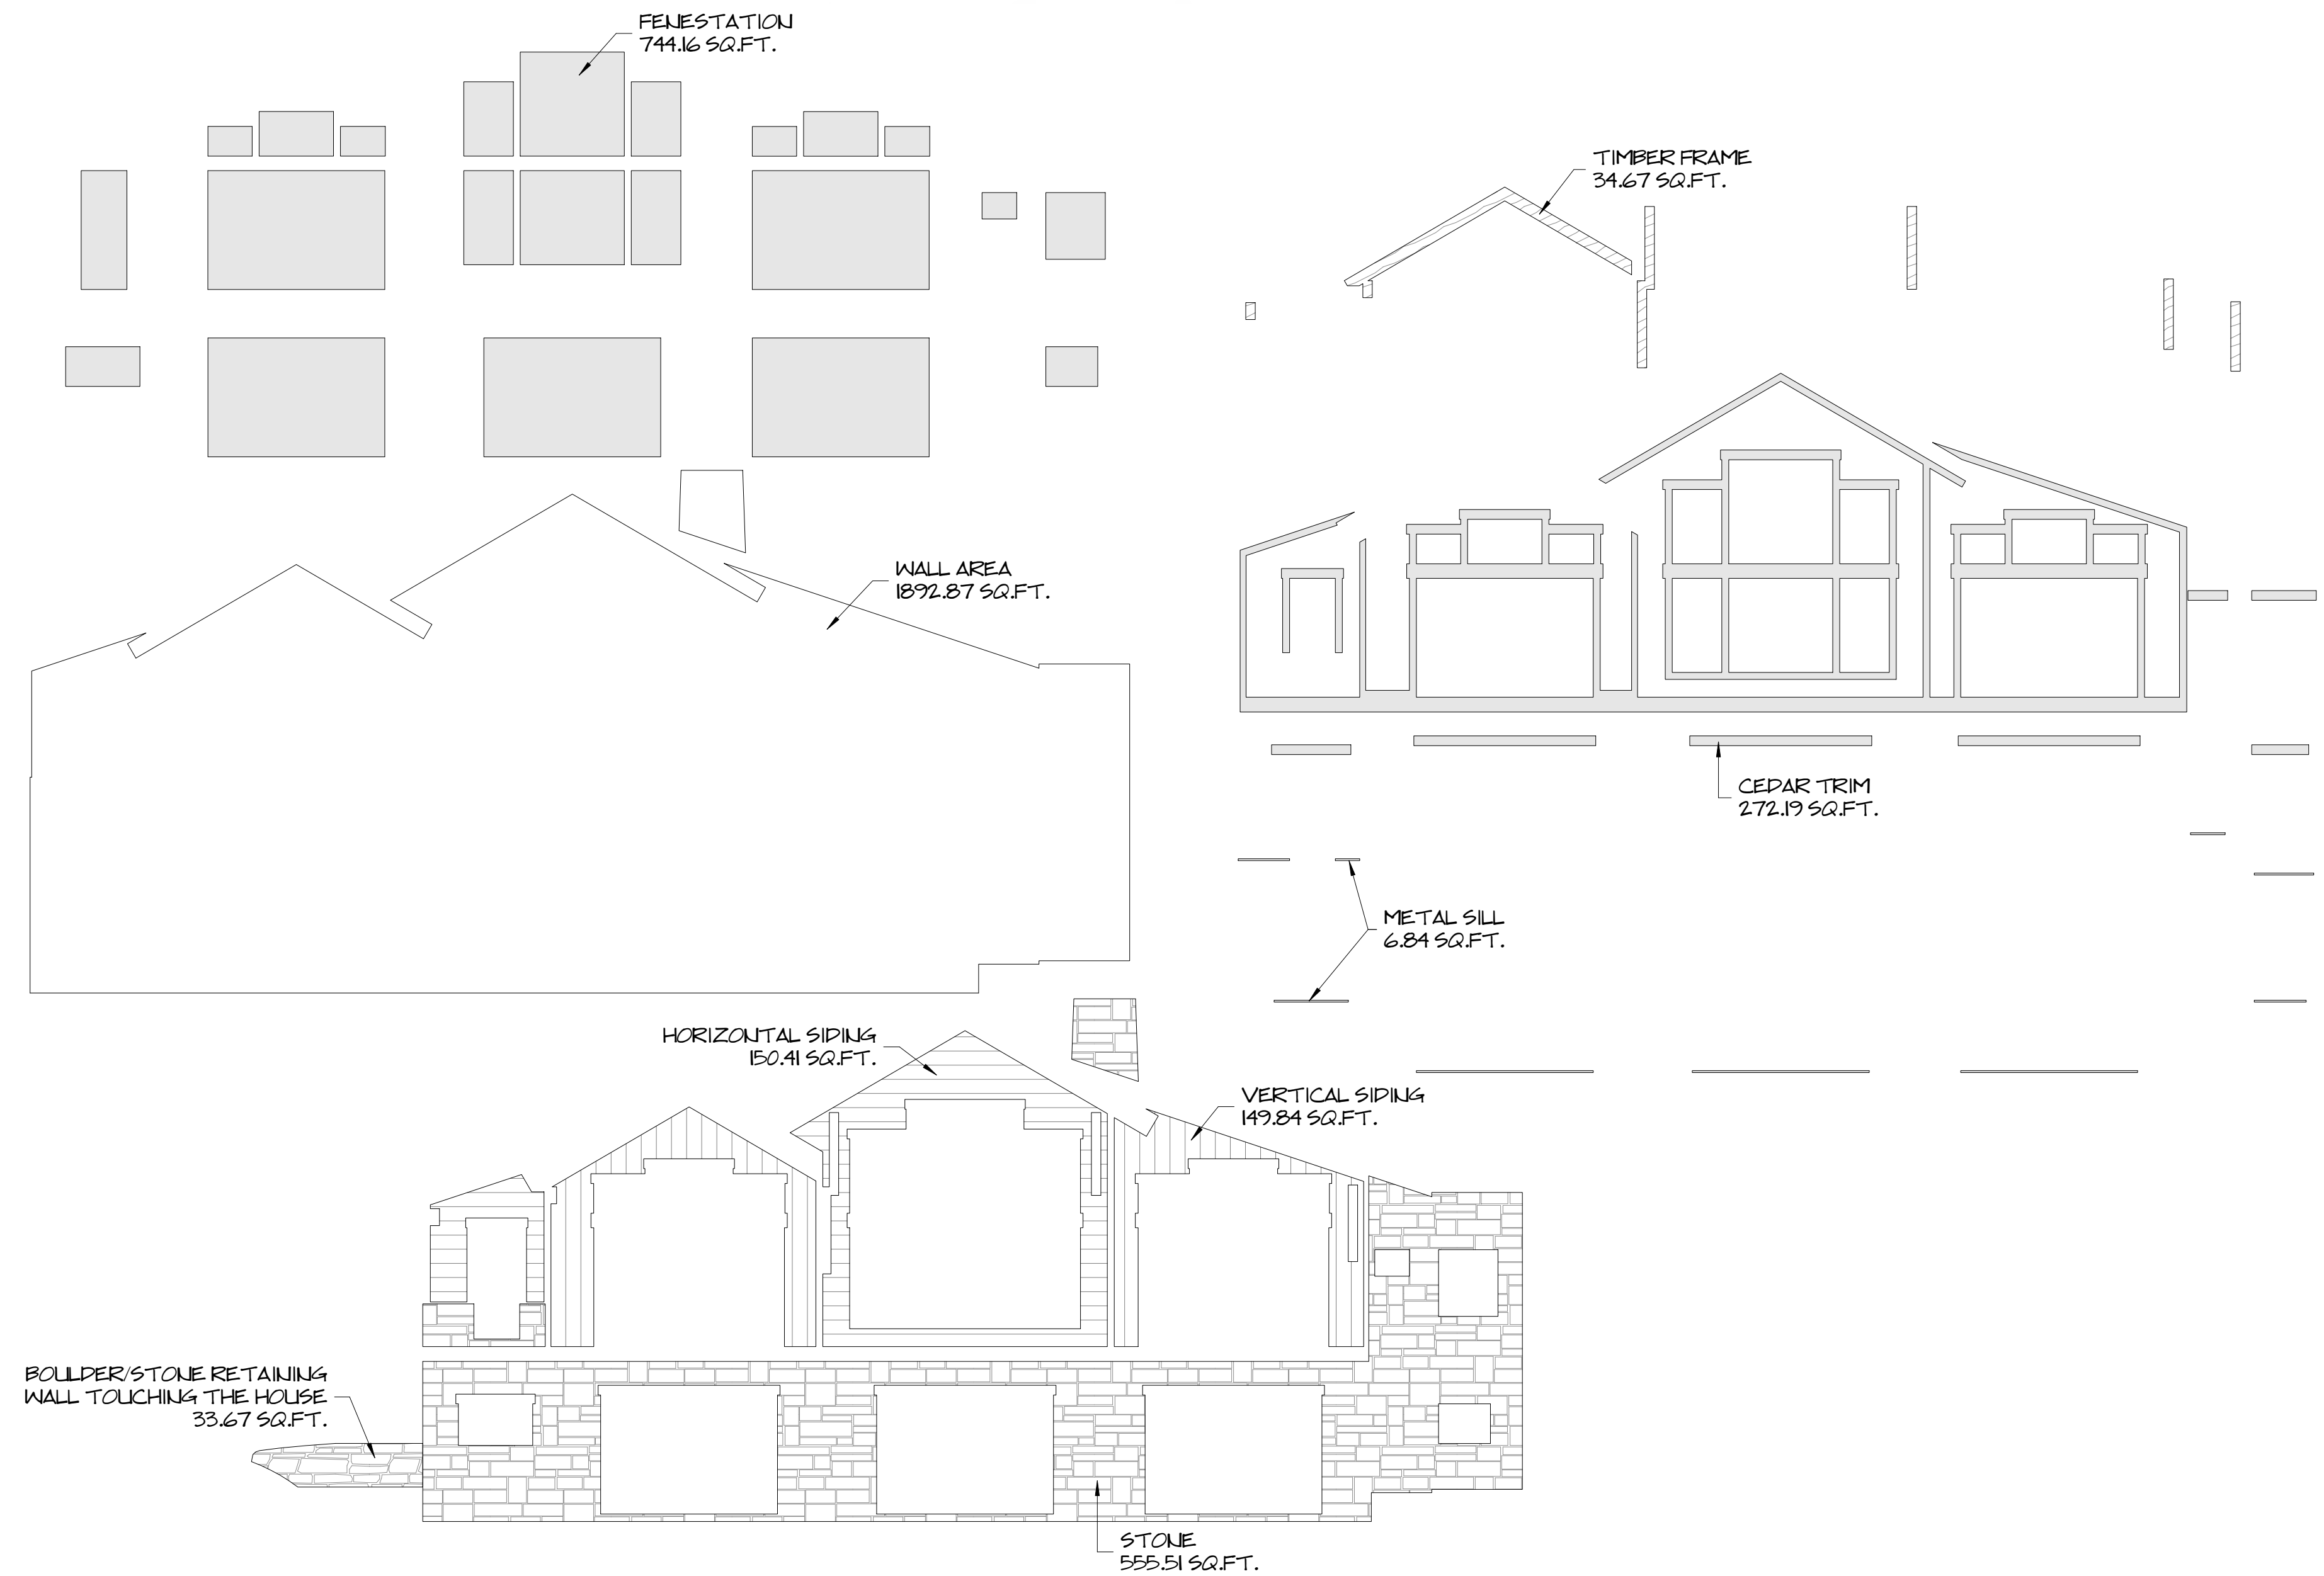 FENESTATION
744.16 SQ.FT.
TIMBER FRAME
34.67 SQ.FT.
WALL AREA
1892.87 SQ.FT.
CEDAR TRIM
272.19 SQ.FT.
METAL SILL
6.84 SQ.FT.
HORIZONTAL SIDING
150.41 SQ.FT.
VERTICAL SIDING
149.84 SQ.FT.
BOULDER/STONE RETAINING
WALL TOUCHING THE HOUSE
33.67 SQ.FT.
STONE
555.51 SQ.FT.